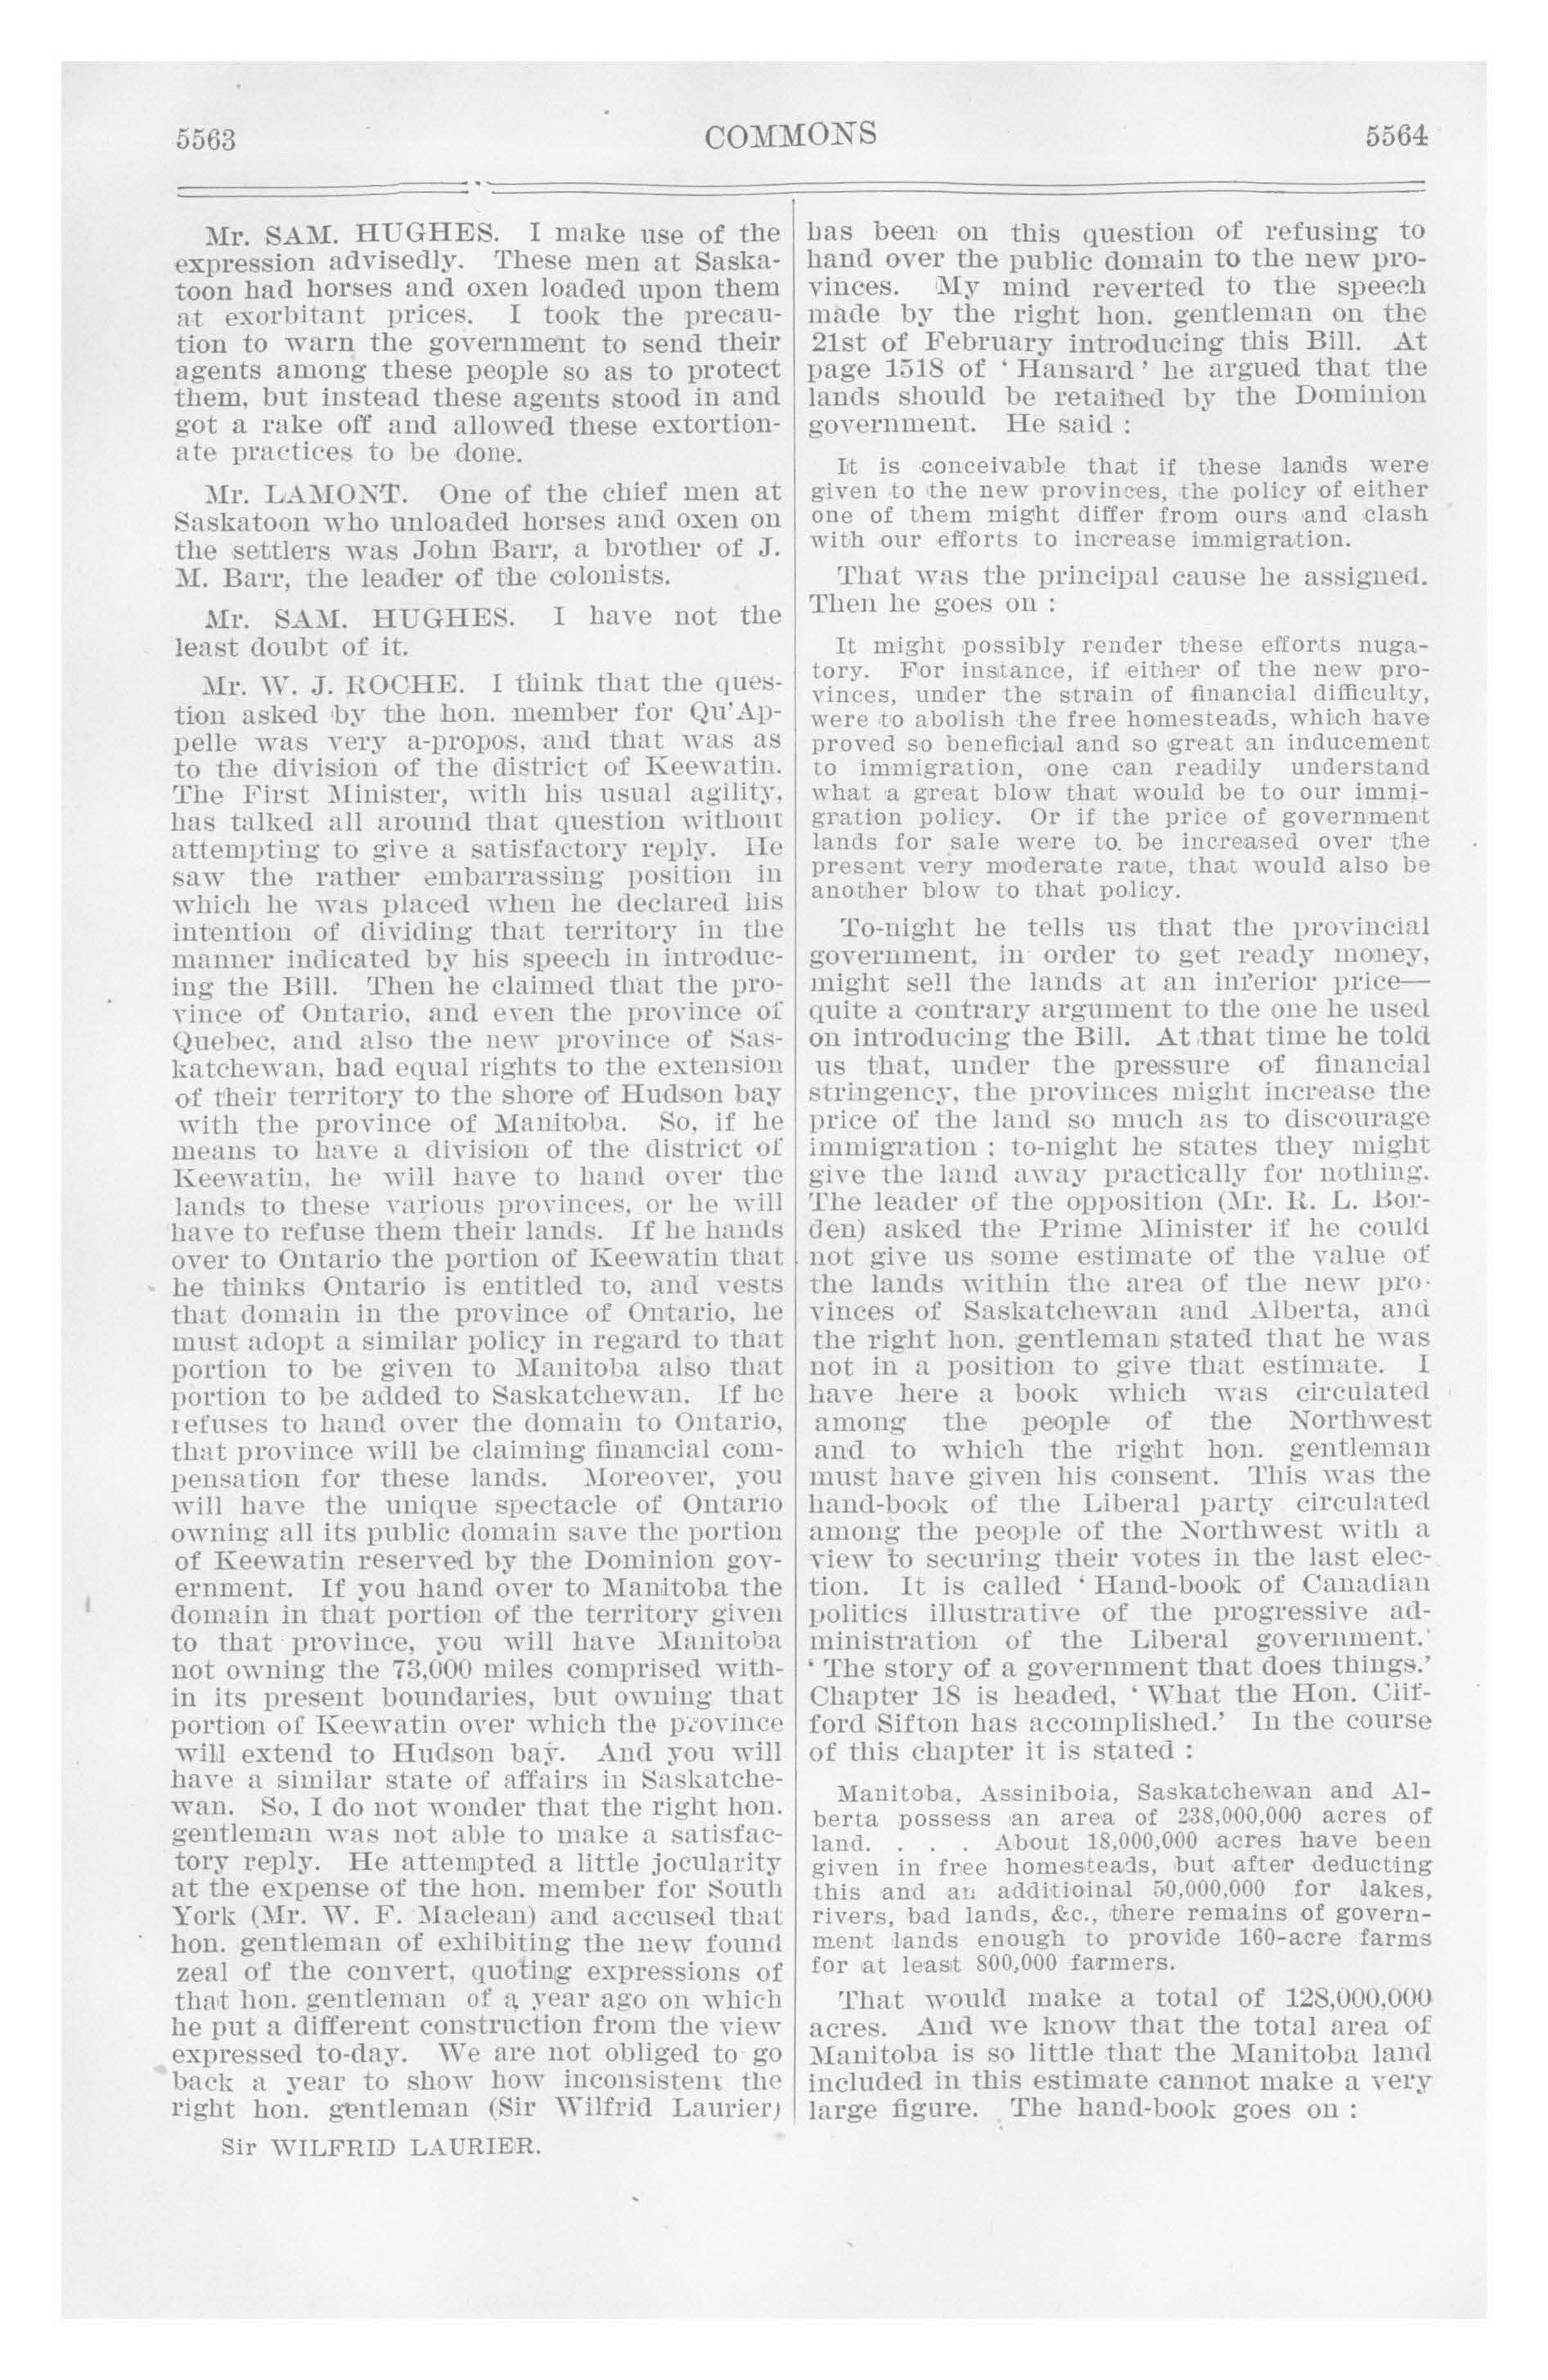 5563
COMMONS
5564
Mr. SAM. HUGHES. I make use of the
expression advisedly. These men at Saska-
toon had horses and oxen loaded upon them
at exorbitant prices. I took the precau-
tion to warn the government to send their
agents among these people so as to protect
them, but instead these agents stood in and
got a rake off and allowed these extortion-
ate practices to be done.
Mr. LAMONT. One of the chief men at
Saskatoon who unloaded horses and oxen on
the settlers was John Barr, a brother of J.
M. Barr, the leader of the colonists.
Mr. SAM. HUGHES. I have not the
least doubt of it.
Mr. W. J. ROCHE. I think that the ques-
tion asked by the hon. member for Qu'Ap-
pelle was very a-propos, and that was as
to the division of the district of Keewatin.
The First Minister, with his usual agility,
has talked all around that question without
attempting to give a satisfactory reply. He
saw the rather embarrassing position in
which he was placed when he declared his
intention of dividing that territory in the
manner indicated by his speech in introduc-
ing the Bill. Then he claimed that the pro-
vince of Ontario, and even the province of
Quebec, and also the new province of Sas-
katchewan, had equal rights to the extension
of their territory to the shore of Hudson bay
with the province of Manitoba. So, if he
means to have a division of the district of
Keewatin, he will have to hand over the
lands to these various provinces, or he will
have to refuse them their lands. If he hands
over to Ontario the portion of Keewatin that
he thinks Ontario is entitled to, and vests
that domain in the province of Ontario, he
must adopt a similar policy in regard to that
portion to be given to Manitoba also that
portion to be added to Saskatchewan. If he
refuses to hand over the domain to Ontario,
that province will be claiming financial com-
pensation for these lands. Moreover, you
will have the unique spectacle of Ontario
owning all its public domain save the portion
of Keewatin reserved by the Dominion gov-
ernment. If you hand over to Manitoba the
domain in that portion of the territory given
to that province, you will have Manitoba
not owning the 73,000 miles comprised with-
in its present boundaries, but owning that
portion of Keewatin over which the province
will extend to Hudson bay. And you will
have a similar state of affairs in Saskatche-
wan. So, I do not wonder that the right hon.
gentleman was not able to make a satisfac-
tory reply. He attempted a little jocularity
at the expense of the hon. member for South
York (Mr. W. F. Maclean) and accused that
hon. gentleman of exhibiting the new found
zeal of the convert, quoting expressions of
that hon. gentleman of a year ago on which
he put a different construction from the view
expressed to-day. We are not obliged to go
back a year to show how inconsistent the
right hon. gentleman (Sir Wilfrid Laurier)
Sir WILFRID LAURIER.
has been on this question of refusing to
hand over the public domain to the new pro-
vinces. My mind reverted to the speech
made by the right hon. gentleman on the
21st of February introducing this Bill. At
page 1518 of ' Hansard ' he argued that the
lands should be retained by the Dominion
government. He said :
It is conceivable that if these lands were
given to the new provinces, the policy of either
one of them might differ from ours and clash
with our efforts to increase immigration.
That was the principal cause he assigned.
Then he goes on :
It might possibly render these efforts nuga-
tory. For instance, if either of the new pro-
vinces, under the strain of financial difficulty,
were to abolish the free homesteads, which have
proved so beneficial and so great an inducement
to immigration, one can readily understand
what a great blow that would be to our immi-
gration policy. Or if the price of government
lands for sale were to. be increased over the
present very moderate rate, that would also be
another blow to that policy.
To-night he tells us that the provincial
government, in order to get ready money,
might sell the lands at an inferior price—
quite a contrary argument to the one he used
on introducing the Bill. At that time he told
us that, under the pressure of financial
stringency, the provinces might increase the
price of the land so much as to discourage
immigration ; to-night he states they might
give the land away practically for nothing.
The leader of the opposition (Mr. R. L. Bor-
den) asked the Prime Minister if he could
not give us some estimate of the value of
the lands within the area of the new pro-
vinces of Saskatchewan and Alberta, and
the right hon. gentleman stated that he was
not in a position to give that estimate. I
have here a book which was circulated
among the people of the Northwest
and to which the right hon. gentleman
must have given his consent. This was the
hand-book of the Liberal party circulated
among the people of the Northwest with a
view to securing their votes in the last elec-
tion. It is called ' Hand-book of Canadian
politics illustrative of the progressive ad-
ministration of the Liberal government.'
' The story of a government that does things.'
Chapter 18 is headed, ' What the Hon. Clif-
ford Sifton has accomplished.' In the course
of this chapter it is stated :
Manitoba, Assiniboia, Saskatchewan and Al-
berta possess an area of 238,000,000 acres of
land. . . . About 18,000,000 acres have been
given in free homesteads, but after deducting
this and an additioinal 50,000,000 for lakes,
rivers, bad lands, &c., there remains of govern-
ment lands enough to provide 160-acre farms
for at least 800,000 farmers.
That would make a total of 128,000,000
acres. And we know that the total area of
Manitoba is so little that the Manitoba land
included in this estimate cannot make a very
large figure. The hand-book goes on :